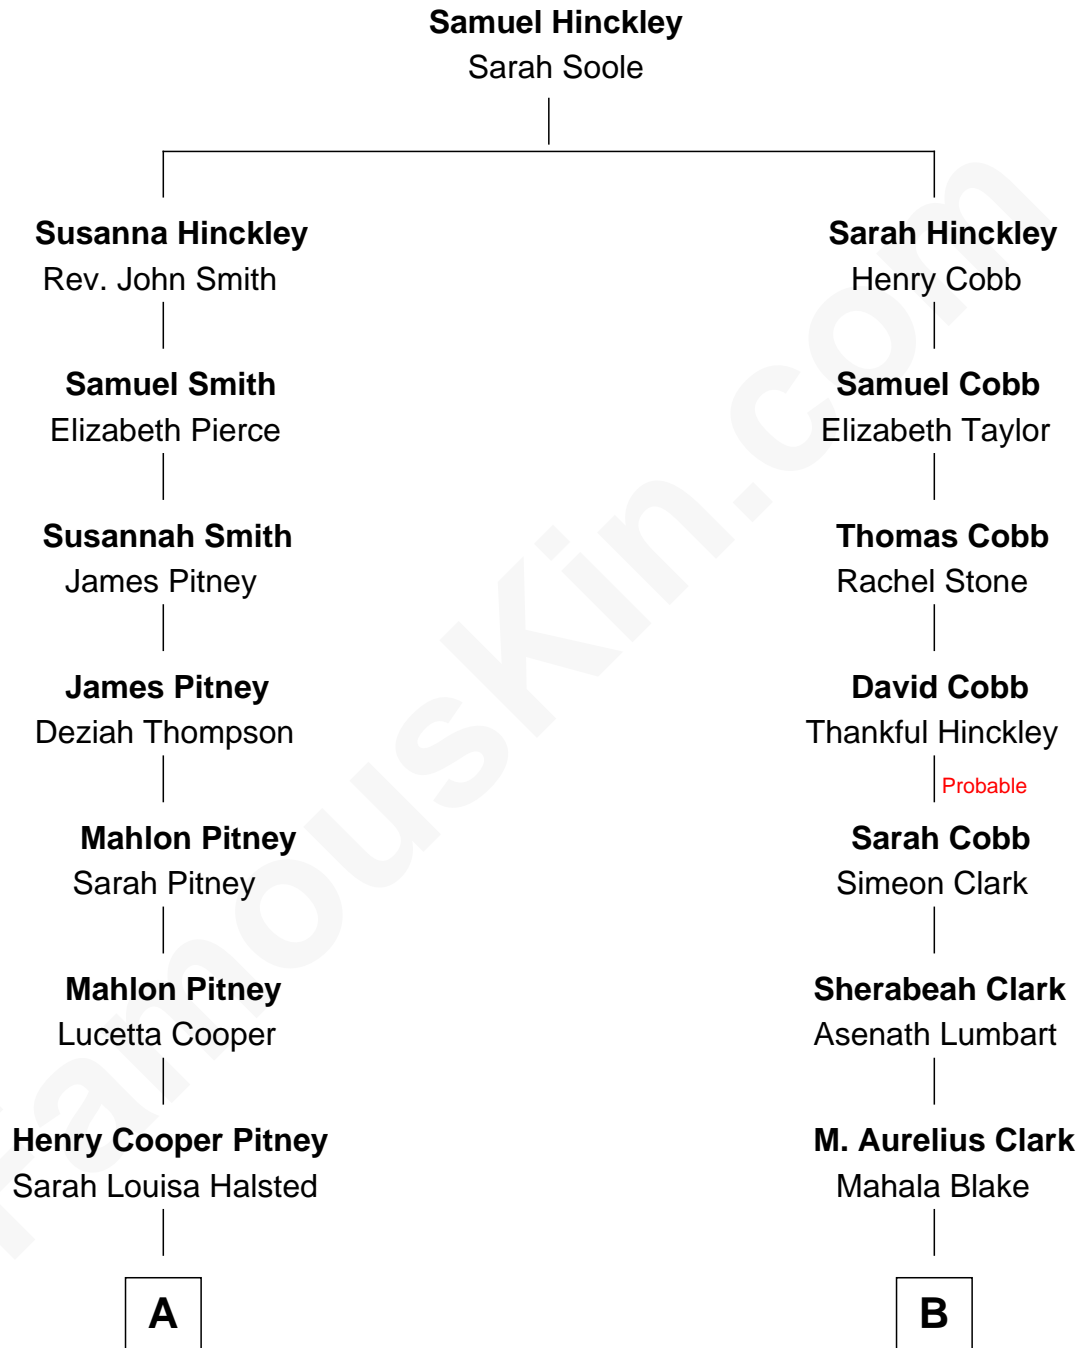 Samuel Hinckley
Sarah Soole
Susanna Hinckley
Rev. John Smith
Sarah Hinckley
Henry Cobb
Samuel Smith
Elizabeth Pierce
Samuel Cobb
Elizabeth Taylor
Susannah Smith
James Pitney
Thomas Cobb
Rachel Stone
James Pitney
Deziah Thompson
David Cobb
Thankful Hinckley
Probable
Mahlon Pitney
Sarah Pitney
Sarah Cobb
Simeon Clark
Mahlon Pitney
Lucetta Cooper
Sherabeah Clark
Asenath Lumbart
Henry Cooper Pitney
Sarah Louisa Halsted
M. Aurelius Clark
Mahala Blake
A
B
FamousKin.com